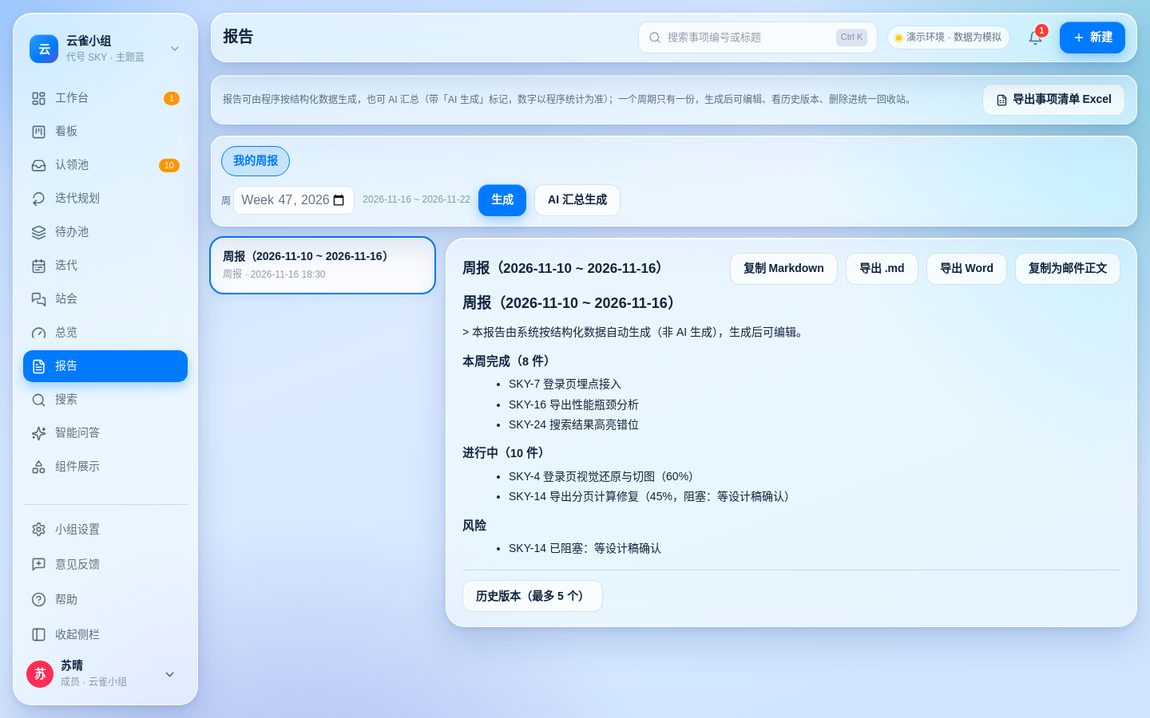 云
云雀小组
代号 SKY · 主题蓝
工作台
1
看板
认领池
10
迭代规划
待办池
迭代
站会
总览
报告
搜索
智能问答
组件展示
小组设置
意见反馈
帮助
收起侧栏
苏
苏晴
成员 · 云雀小组
报告
搜索事项编号或标题
Ctrl K
演示环境 · 数据为模拟
1
新建
报告可由程序按结构化数据生成，也可 AI 汇总（带「AI 生成」标记，数字以程序统计为准）；一个周期只有一份，生成后可编辑、看历史版本、删除进统一回收站。
导出事项清单 Excel
我的周报
周
Week 47, 2026
2026-11-16 ~ 2026-11-22
生成
AI 汇总生成
周报（2026-11-10 ~ 2026-11-16）
周报 · 2026-11-16 18:30
周报（2026-11-10 ~ 2026-11-16）
复制 Markdown
导出 .md
导出 Word
复制为邮件正文
周报（2026-11-10 ~ 2026-11-16）
> 本报告由系统按结构化数据自动生成（非 AI 生成），生成后可编辑。
本周完成（8 件）
• SKY-7 登录页埋点接入
• SKY-16 导出性能瓶颈分析
• SKY-24 搜索结果高亮错位
进行中（10 件）
• SKY-4 登录页视觉还原与切图（60%）
• SKY-14 导出分页计算修复（45%，阻塞：等设计稿确认）
风险
• SKY-14 已阻塞：等设计稿确认
历史版本（最多 5 个）